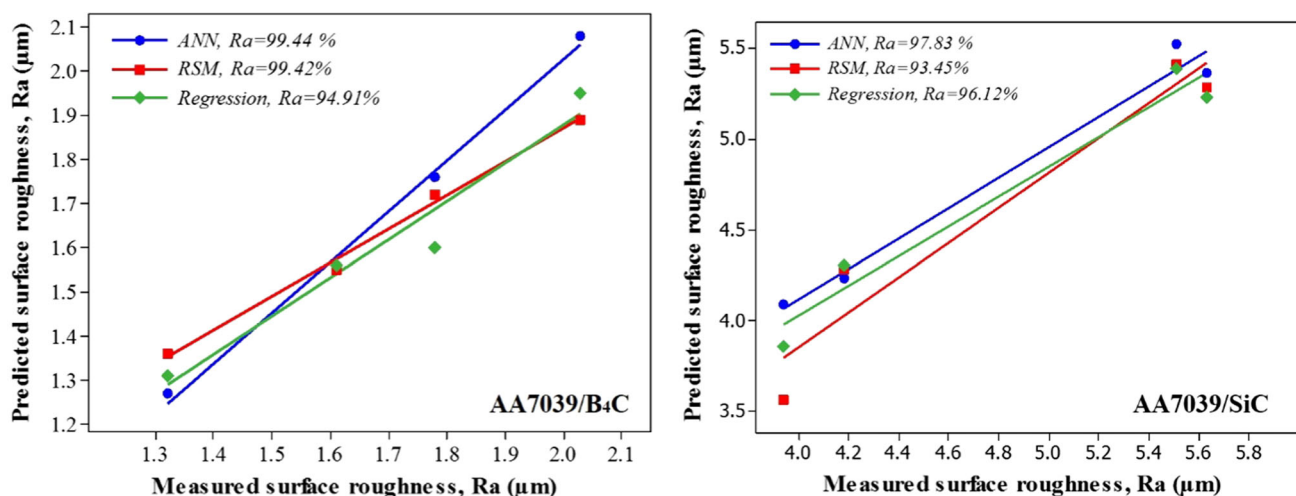 2.1
2.0
1.9
1.8
1.7
1.6
1.5
1.4
1.3
1.2
Predicted surface roughness, Ra (µm)
ANN, Ra=99.44 %
RSM, Ra=99.42%
Regression, Ra=94.91%
AA7039/B₄C
1.3 1.4 1.5 1.6 1.7 1.8 1.9 2.0 2.1
Measured surface roughness, Ra (µm)
5.5
5.0
4.5
4.0
3.5
Predicted surface roughness, Ra (µm)
ANN, Ra=97.83 %
RSM, Ra=93.45%
Regression, Ra=96.12%
AA7039/SiC
4.0 4.2 4.4 4.6 4.8 5.0 5.2 5.4 5.6 5.8
Measured surface roughness, Ra (µm)